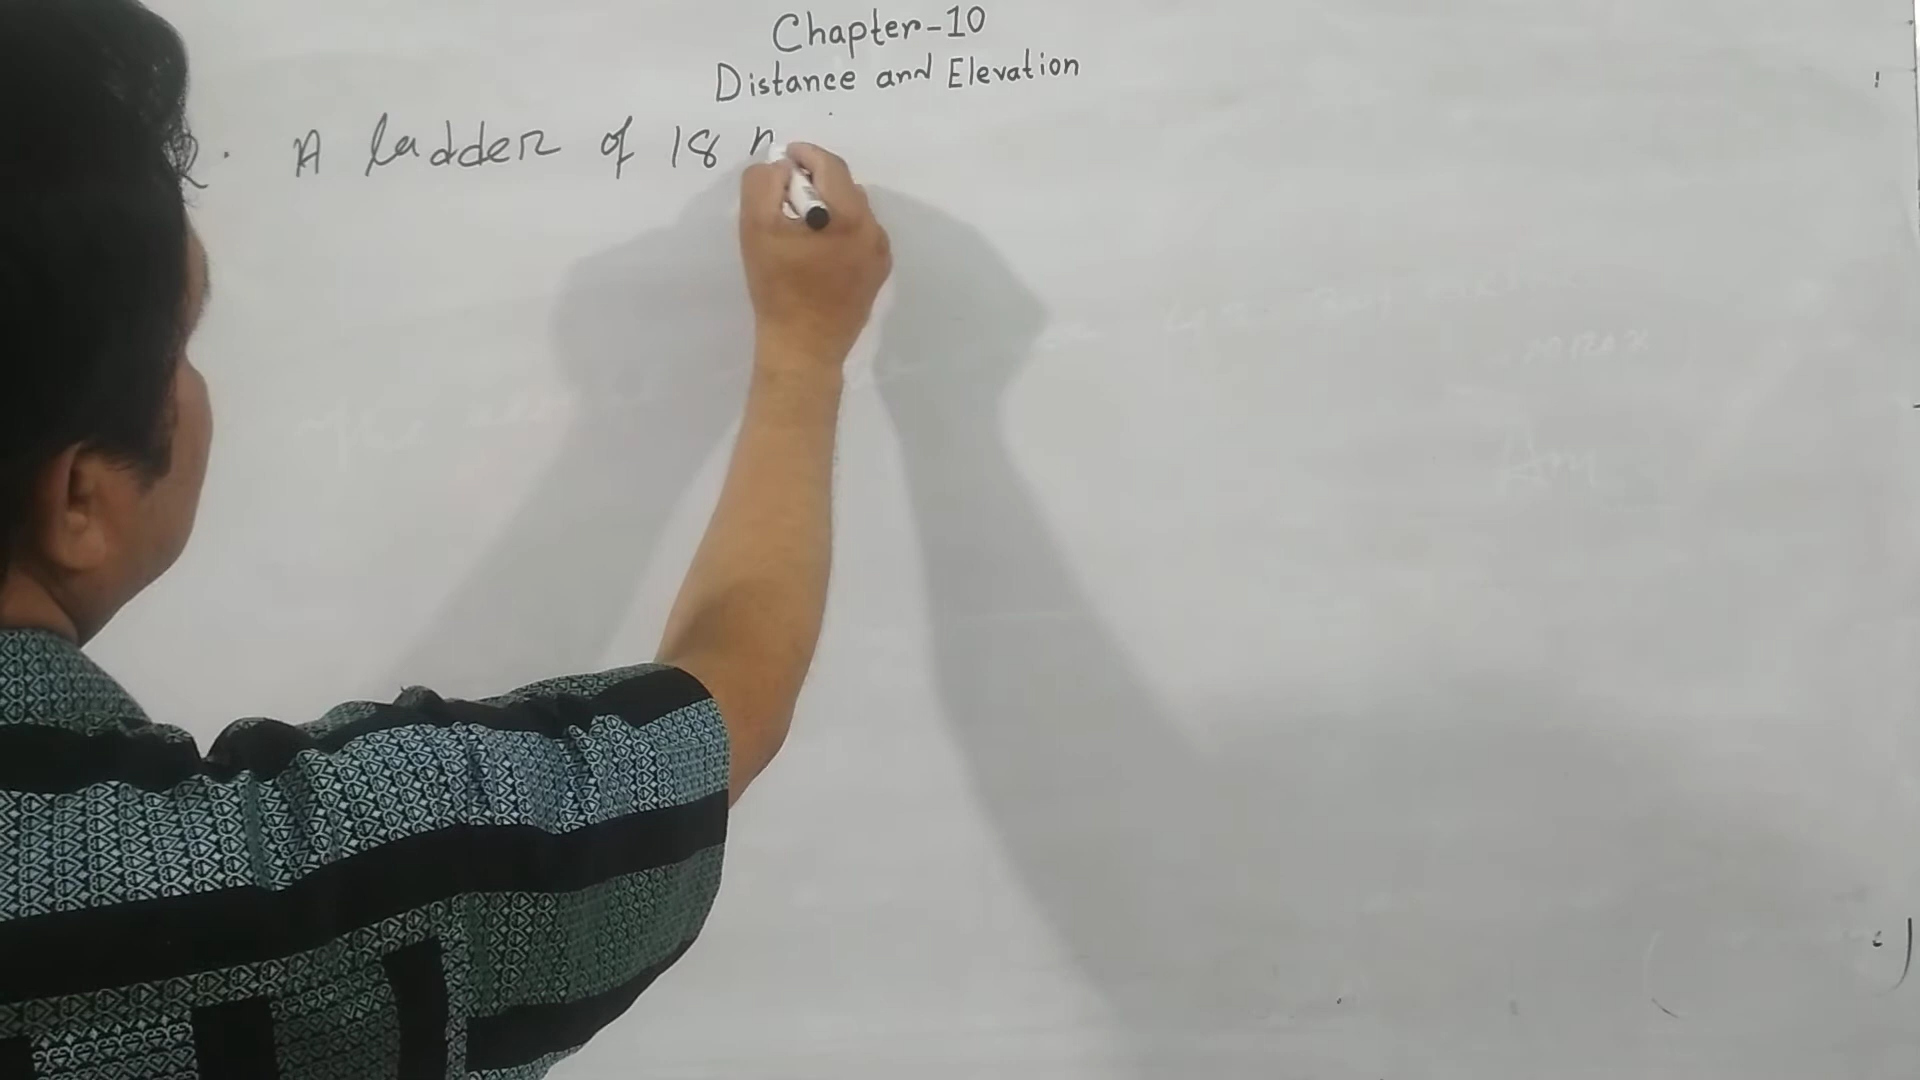 Chapter-10
Distance and Elevation
Q. A ladder of 18